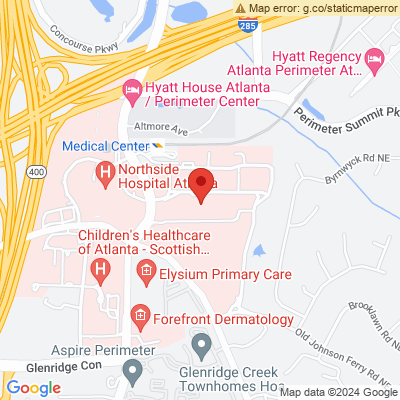 Map error: g.co/staticmaperror
Concourse Pkwy
285
Hyatt Regency
Atlanta Perimeter At...
Hyatt House Atlanta
/ Perimeter Center
Altmore Ave
Perimeter Summit Pk
Medical Center
Bynwyck Rd NE
400
H
Northside
Hospital Atlanta
Children's Healthcare
of Atlanta - Scottish...
H
Elysium Primary Care
Forefront Dermatology
Brooklawn Rd
Old Johnson Ferry Rd
Aspire Perimeter
Glenridge Con
Glenridge Creek
Townhomes Hoa
Google
Map data ©2024 Google